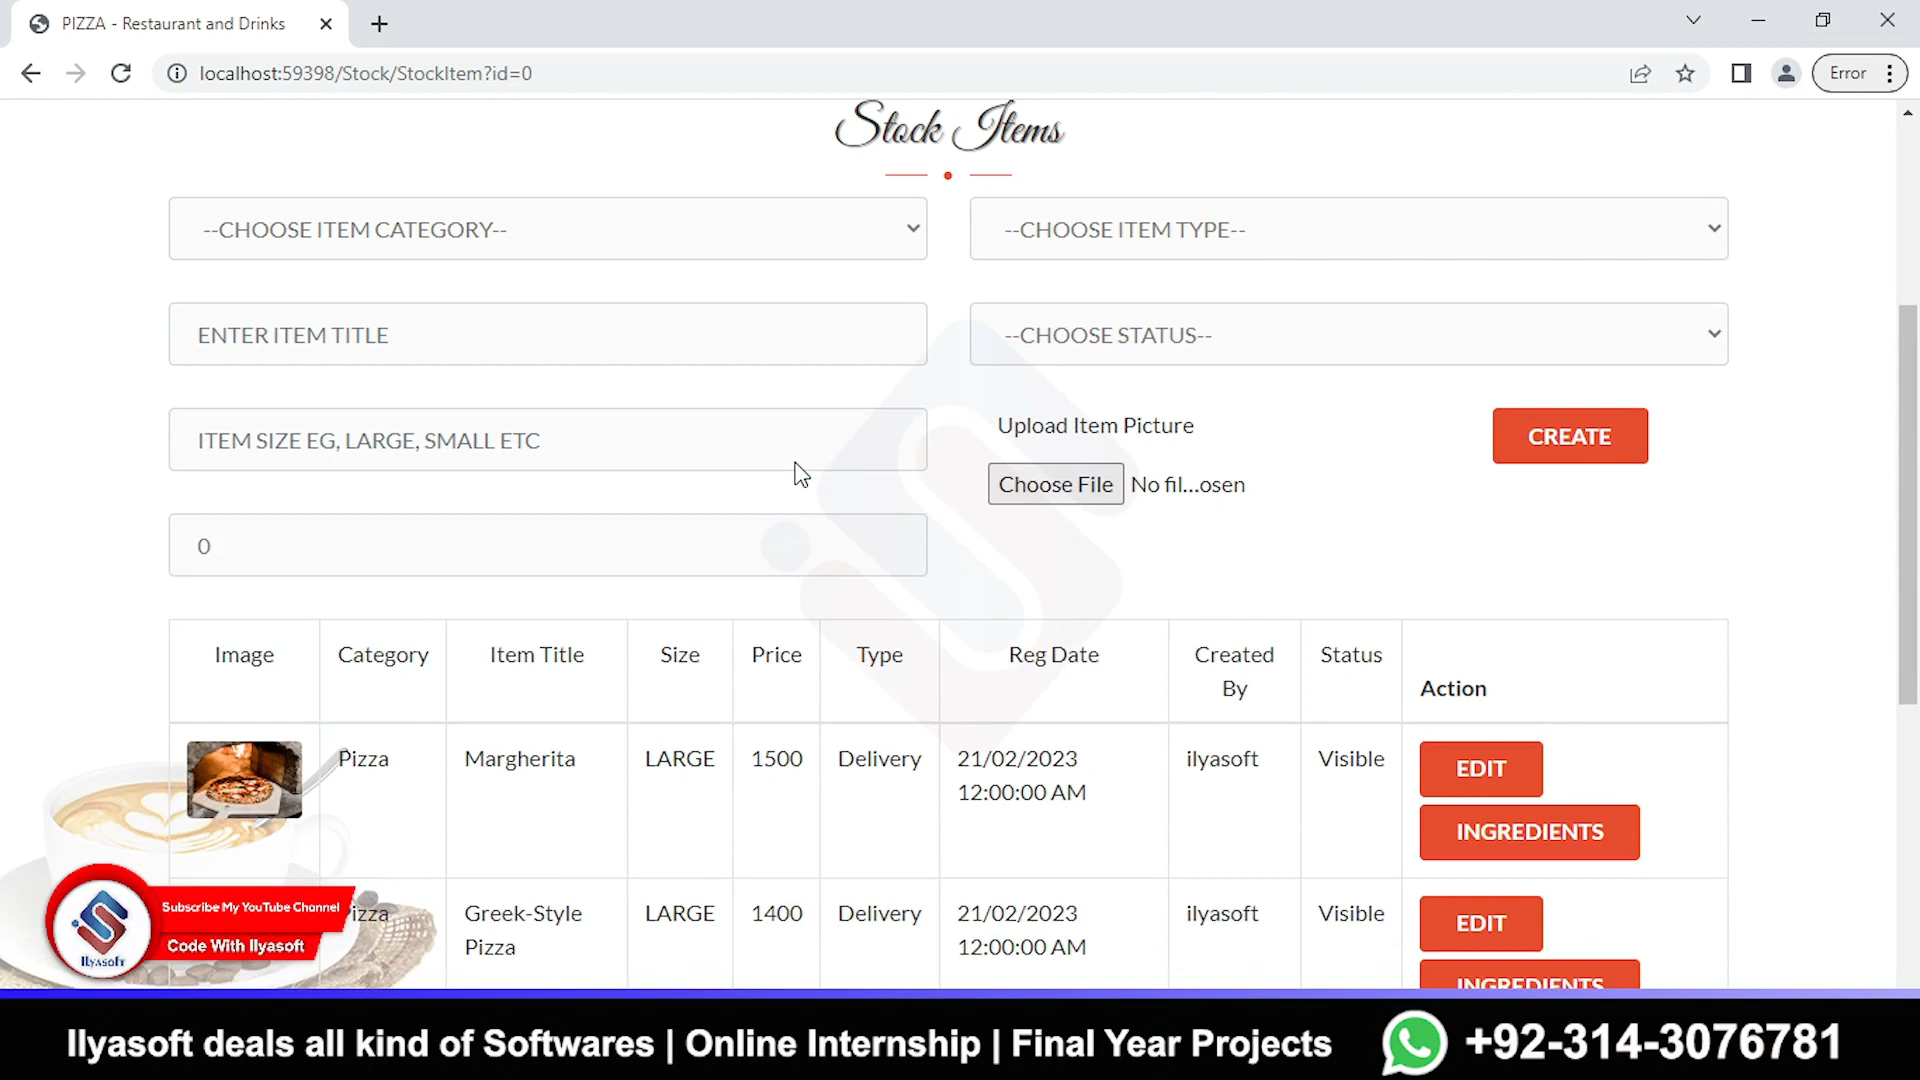 PIZZA - Restaurant and Drinks
localhost:59398/Stock/StockItem?id=0
Error
Stock Items
--CHOOSE ITEM CATEGORY--
--CHOOSE ITEM TYPE--
ENTER ITEM TITLE
--CHOOSE STATUS--
ITEM SIZE EG, LARGE, SMALL ETC
Upload Item Picture
CREATE
Choose File No fil...osen
0
Image Category Item Title Size Price Type Reg Date Created By Status Action
Pizza Margherita LARGE 1500 Delivery 21/02/2023 ilyasoft Visible EDIT
12:00:00 AM
INGREDIENTS
Pizza Greek-Style LARGE 1400 Delivery 21/02/2023 ilyasoft Visible EDIT
Pizza 12:00:00 AM
INGREDIENTS
Subscribe My YouTube Channel
Code With Ilyasoft
Ilyasoft
Ilyasoft deals all kind of Softwares | Online Internship | Final Year Projects
+92-314-3076781